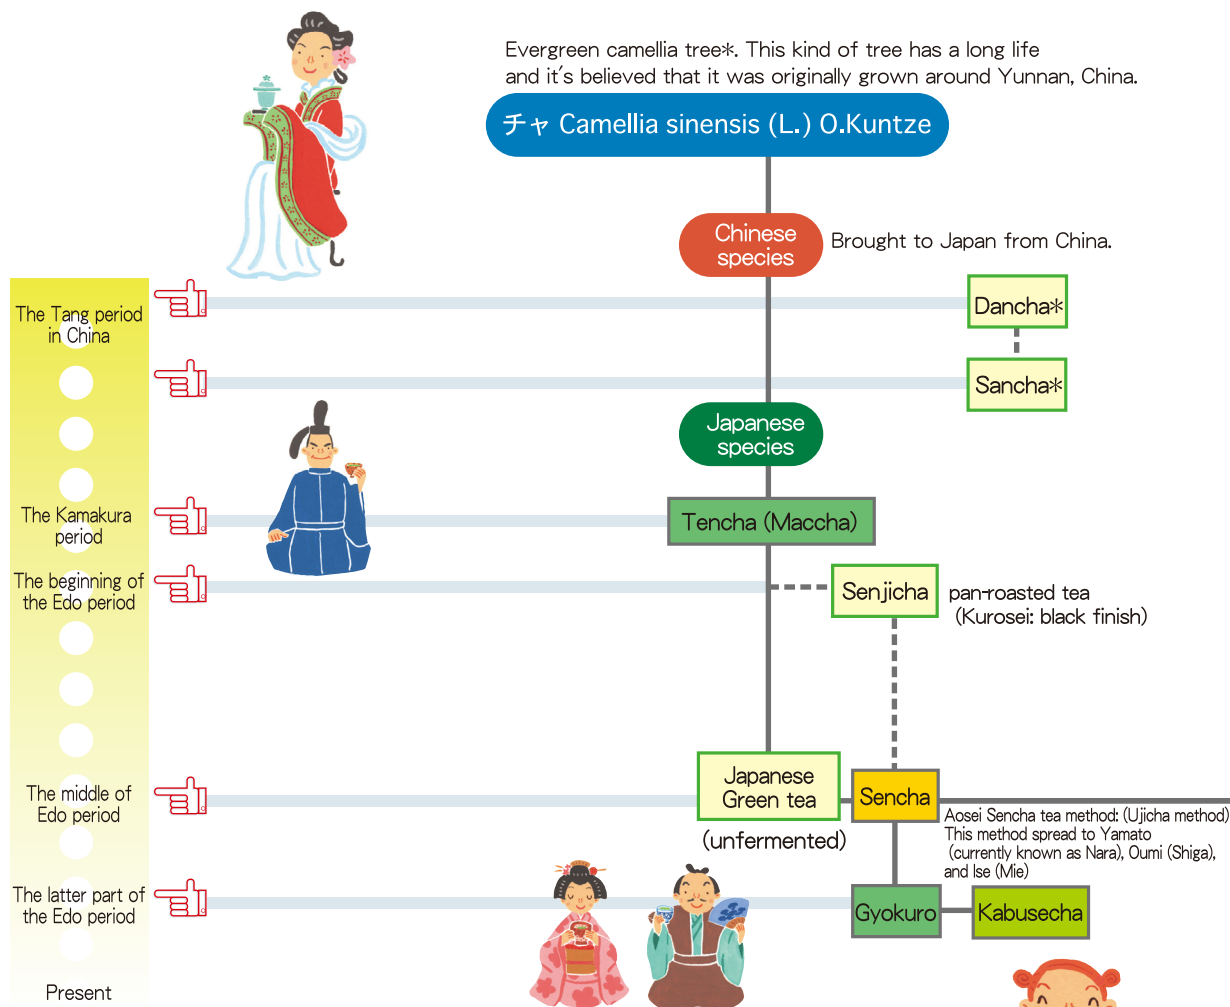 Evergreen camellia tree*. This kind of tree has a long life
and it's believed that it was originally grown around Yunnan, China.
チャ Camellia sinensis (L.) O.Kuntze
Chinese
species
Brought to Japan from China.
The Tang period
in China
Dancha*
Sancha*
Japanese
species
The Kamakura
period
Tencha (Maccha)
The beginning of
the Edo period
Senjicha
pan-roasted tea
(Kurosei: black finish)
The middle of
Edo period
Japanese
Green tea
(unfermented)
Sencha
Aosei Sencha tea method: (Ujicha method)
This method spread to Yamato
(currently known as Nara), Oumi (Shiga),
and Ise (Mie)
The latter part of
the Edo period
Gyokuro
Kabusecha
Present